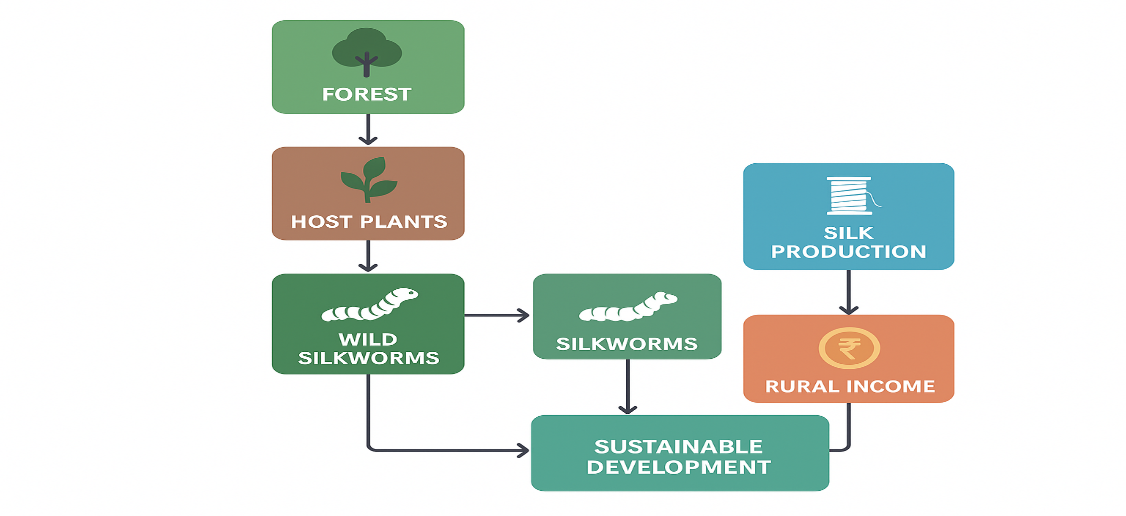 FOREST
HOST PLANTS
WILD
SILKWORMS
SILKWORMS
SILK
PRODUCTION
₹
RURAL INCOME
SUSTAINABLE
DEVELOPMENT